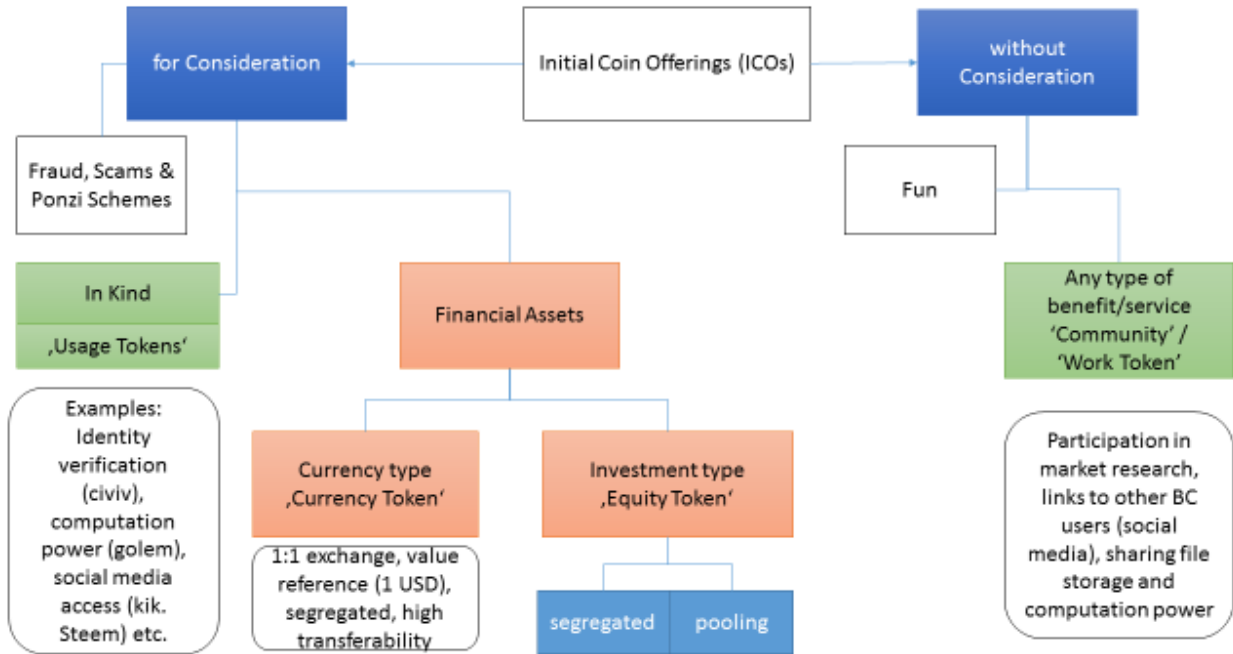 for Consideration
Initial Coin Offerings (ICOs)
without
Consideration
Fraud, Scams &
Ponzi Schemes
Fun
In Kind
‚Usage Tokens‘
Financial Assets
Any type of
benefit/service
‘Community’ /
‘Work Token’
Examples:
Identity
verification
(civiv),
computation
power (golem),
social media
access (kik.
Steem) etc.
Currency type
‚Currency Token‘
Investment type
‚Equity Token‘
1:1 exchange, value
reference (1 USD),
segregated, high
transferability
segregated
pooling
Participation in
market research,
links to other BC
users (social
media), sharing file
storage and
computation power